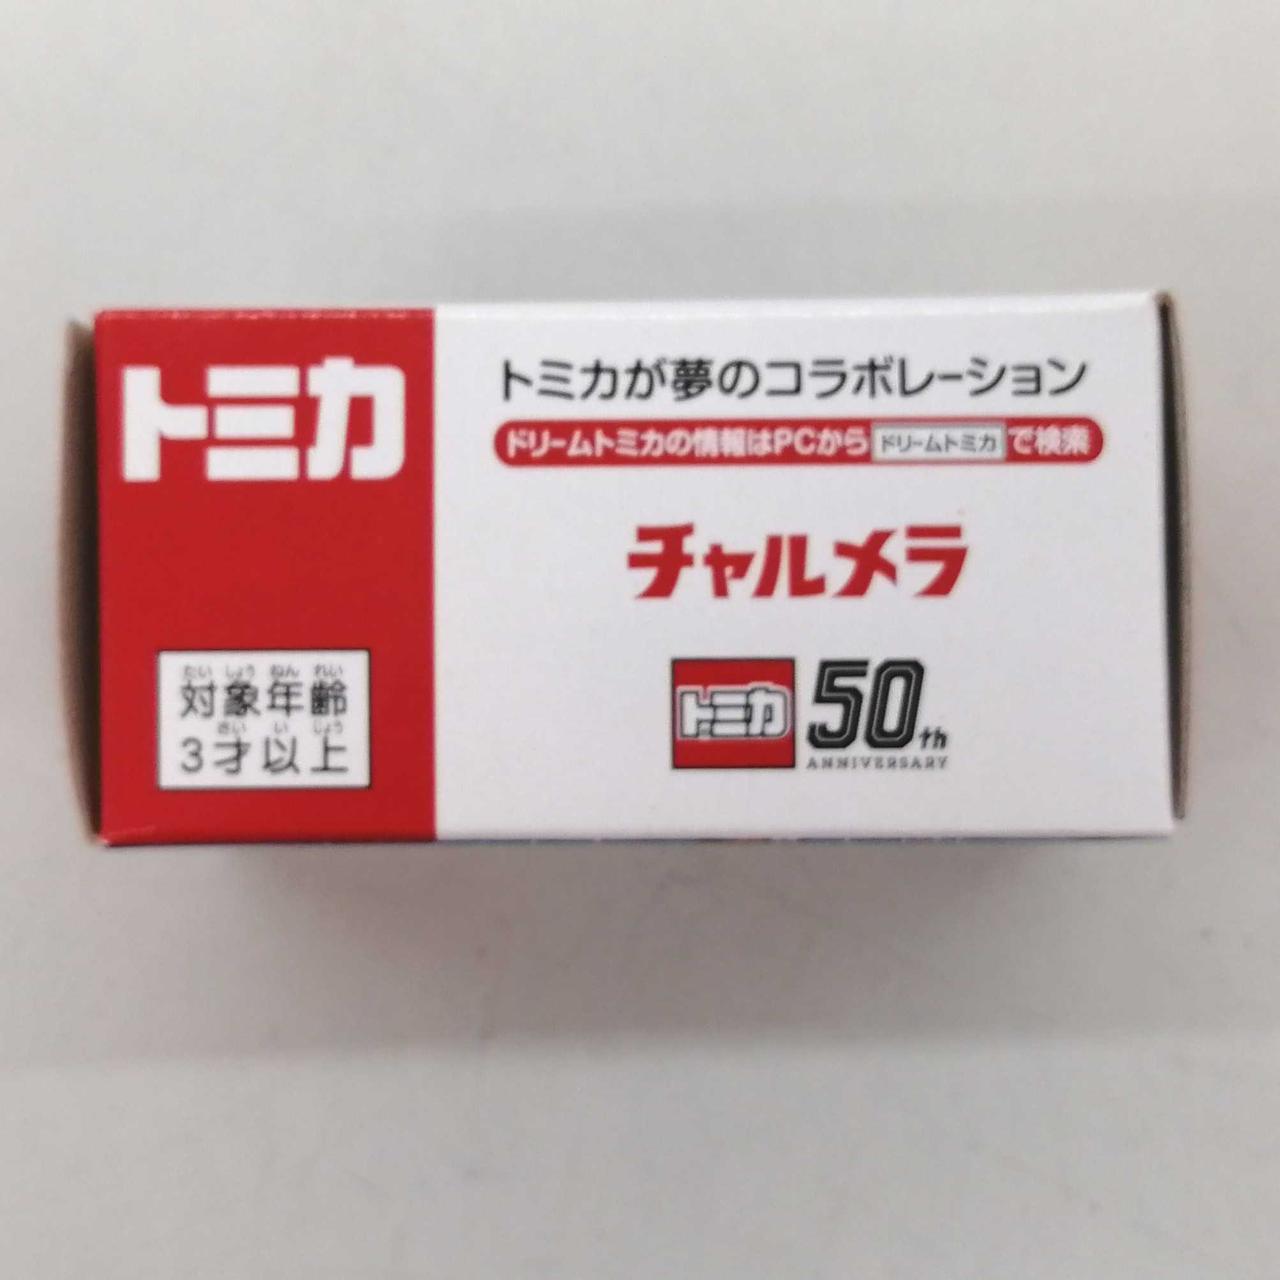 トミカ
トミカが夢のコラボレーション
ドリームトミカの情報はPCから ドリームトミカ で検索
チャルメラ
たい しょう ねん れい
対象年齢
さい い じょう
3才以上
トミカ 50th
ANNIVERSARY